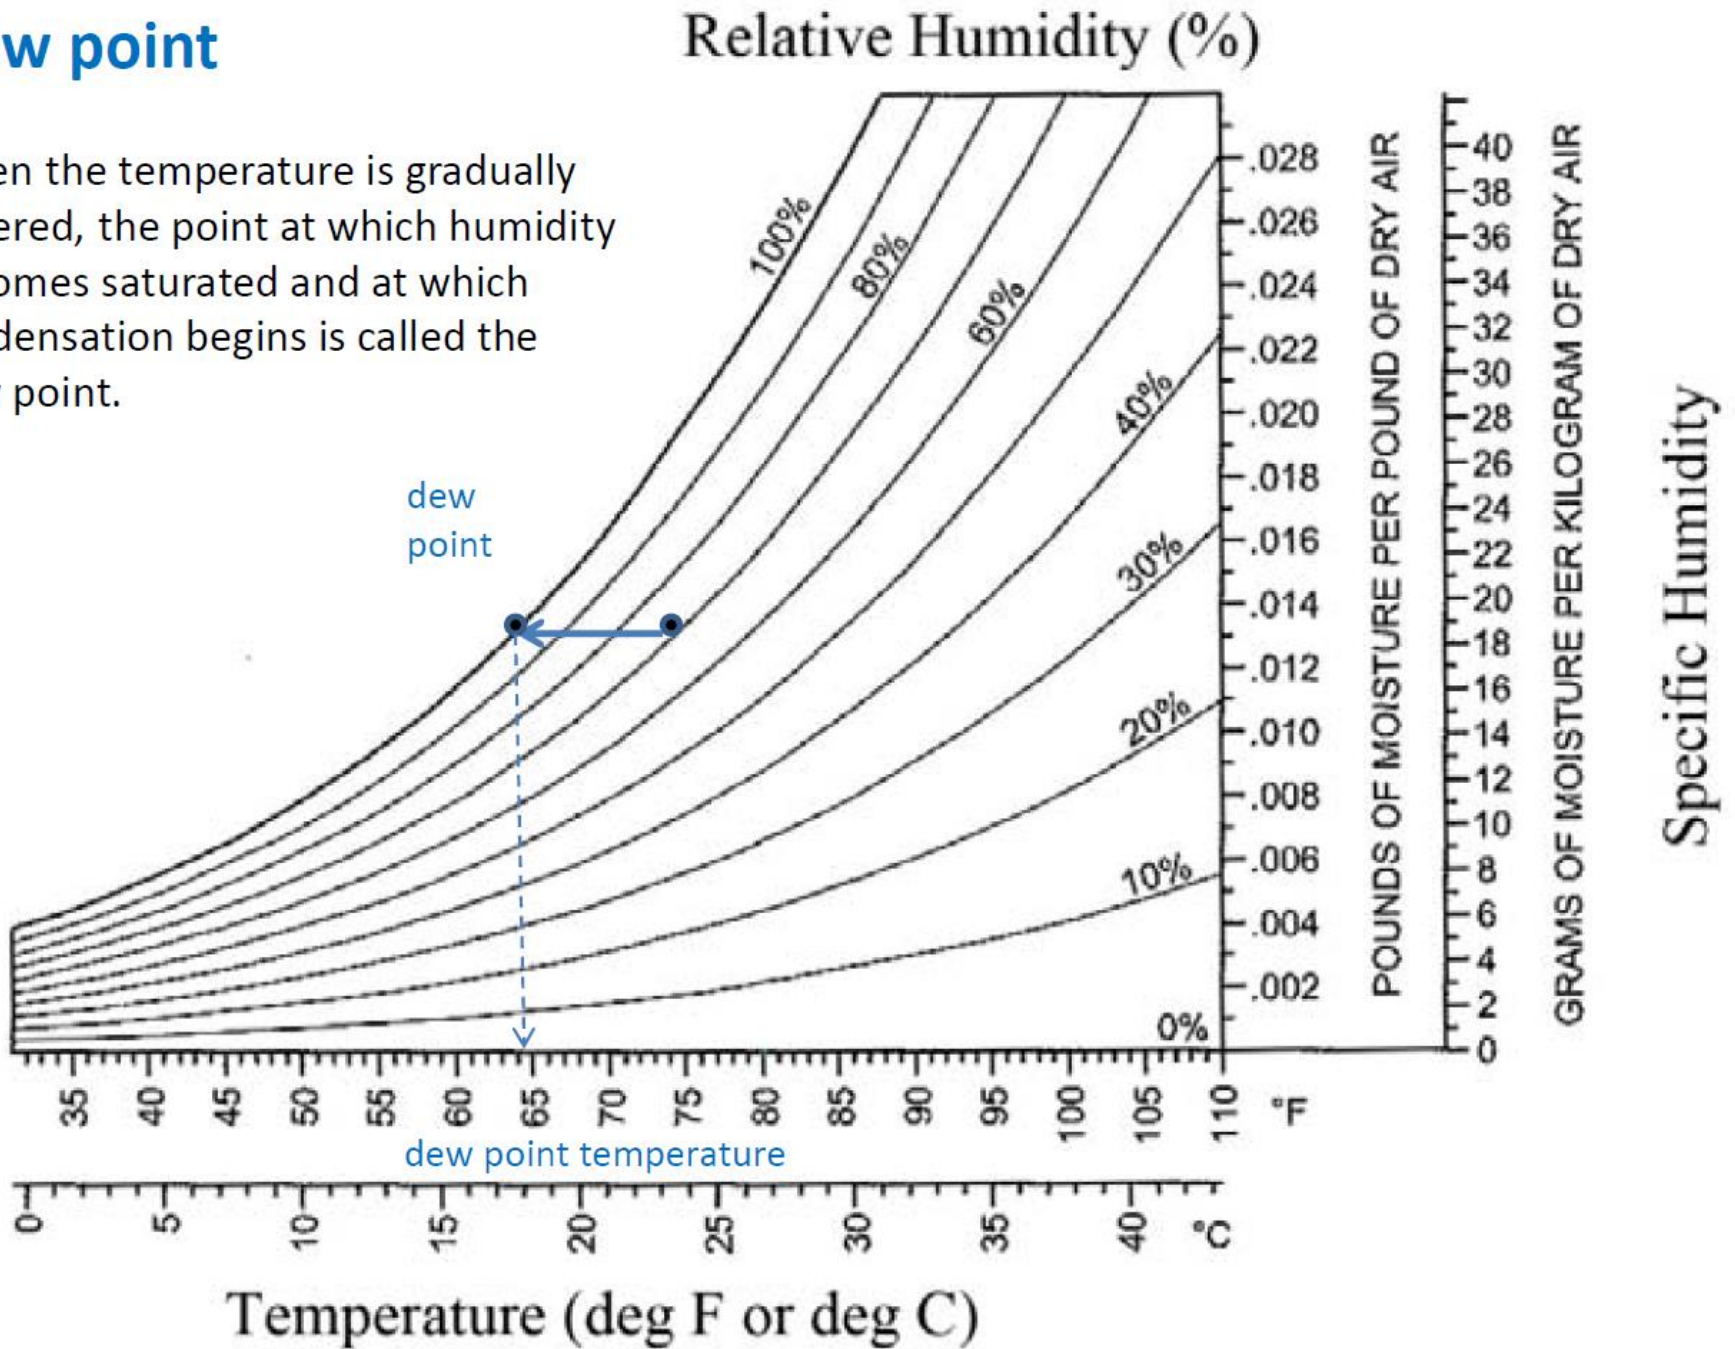 w point
Relative Humidity (%)
en the temperature is gradually
ered, the point at which humidity
omes saturated and at which
densation begins is called the
point.
dew
point
100%
80%
60%
40%
30%
20%
10%
0%
.028
.026
.024
.022
.020
.018
.016
.014
.012
.010
.008
.006
.004
.002
POUNDS OF MOISTURE PER POUND OF DRY AIR
40
38
36
34
32
30
28
26
24
22
20
18
16
14
12
10
8
6
4
2
0
GRAMS OF MOISTURE PER KILOGRAM OF DRY AIR
Specific Humidity
35 40 45 50 55 60 65 70 75 80 85 90 95 100 105 110 °F
dew point temperature
0 5 10 15 20 25 30 35 40 °C
Temperature (deg F or deg C)